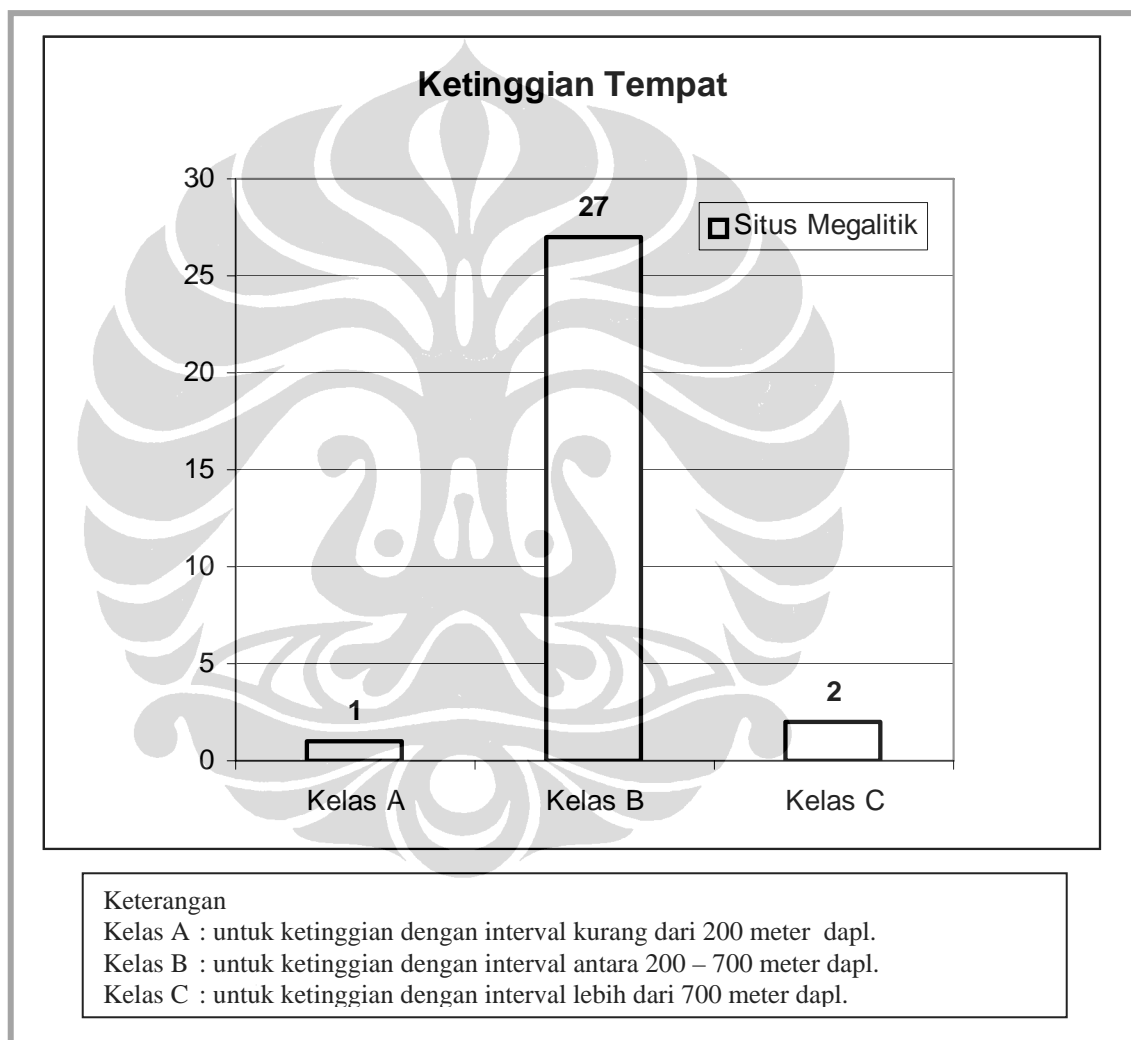 Ketinggian Tempat
30
27
Situs Megalitik
25
20
15
10
5
2
1
0
Kelas A Kelas B Kelas C
Keterangan
Kelas A : untuk ketinggian dengan interval kurang dari 200 meter dapl.
Kelas B : untuk ketinggian dengan interval antara 200 – 700 meter dapl.
Kelas C : untuk ketinggian dengan interval lebih dari 700 meter dapl.